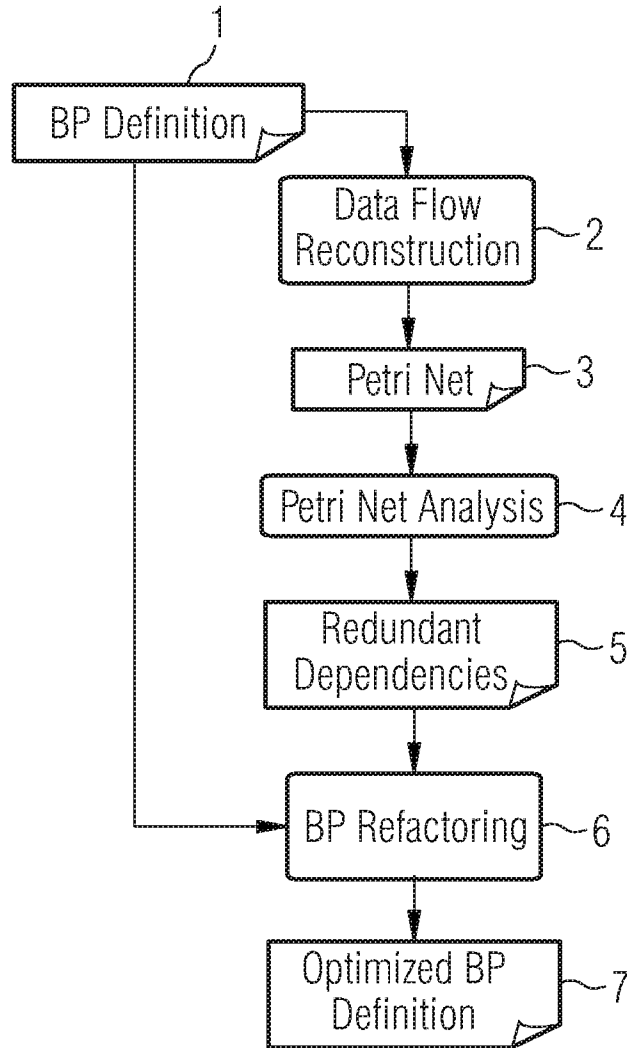 1
BP Definition
Data Flow
Reconstruction
2
Petri Net
3
Petri Net Analysis
4
Redundant
Dependencies
5
BP Refactoring
6
Optimized BP
Definition
7